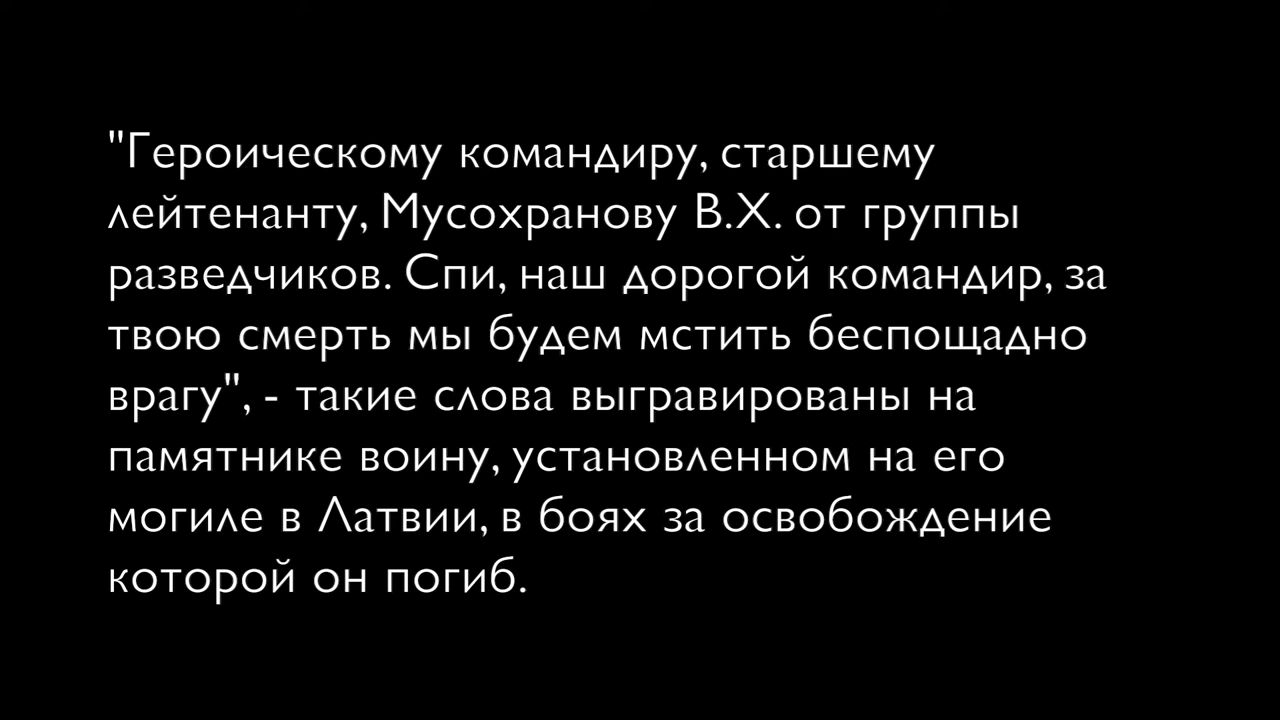 "Героическому командиру, старшему
лейтенанту, Мусохранову В.Х. от группы
разведчиков. Спи, наш дорогой командир, за
твою смерть мы будем мстить беспощадно
врагу", - такие слова выгравированы на
памятнике воину, установленном на его
могиле в Латвии, в боях за освобождение
которой он погиб.